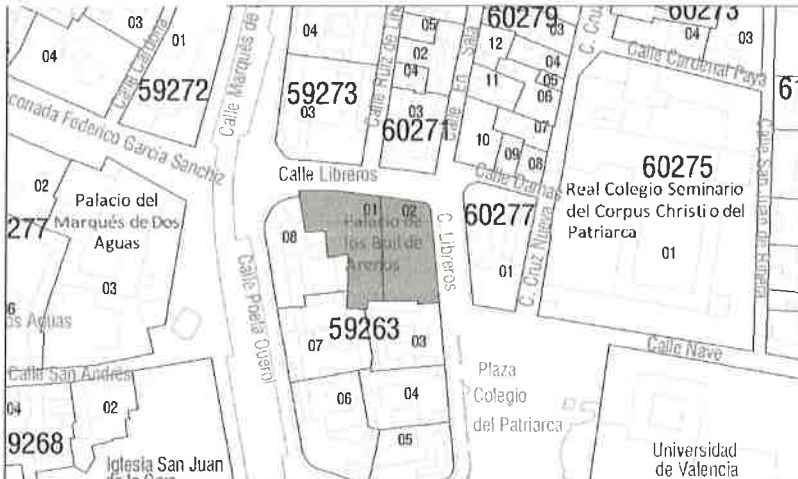 03
04
05
60279
03
60273
04
03
04
01
02
12
C. Cruz
Calle Cardenal Payá
Calle Cardona
59272
Calle Marqués de
59273
03
Calle Ruiz de
04
03
60271
Calle En Sala
11
04
05
06
07
10
09
08
Calle Damas
Calle Libreros
60277
01
C. Cruz Nueva
60275
Real Colegio Seminario
del Corpus Christi o del
Patriarca
01
Calle San Juan de Ribera
Federico García Sanchiz
02
277
Palacio del
Marqués de Dos
Aguas
03
Calle Poeta Querol
08
01
02
Palacio de
los Boil de
Arenós
C. Libreros
59263
07
03
06
04
05
Plaza
Colegio
del Patriarca
Calle Nave
Aguas
Calle San Andrés
04
02
9268
Iglesia San Juan
Universidad
de Valencia